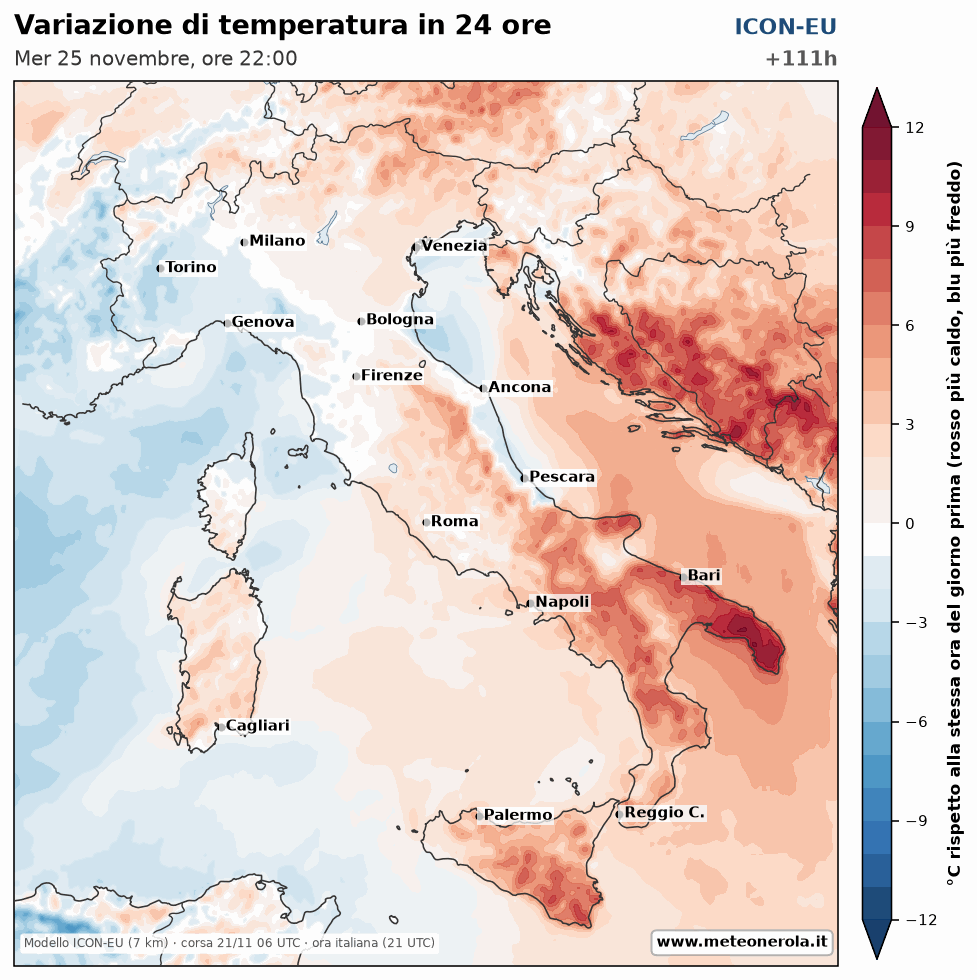 Variazione di temperatura in 24 ore
ICON-EU
Mer 25 novembre, ore 22:00
+111h
Milano
Venezia
Torino
Genova
Bologna
Firenze
Ancona
Pescara
Roma
Bari
Napoli
Cagliari
Palermo
Reggio C.
12
9
6
3
0
−3
−6
−9
−12
°C rispetto alla stessa ora del giorno prima (rosso più caldo, blu più freddo)
Modello ICON-EU (7 km) · corsa 21/11 06 UTC · ora italiana (21 UTC)
www.meteonerola.it